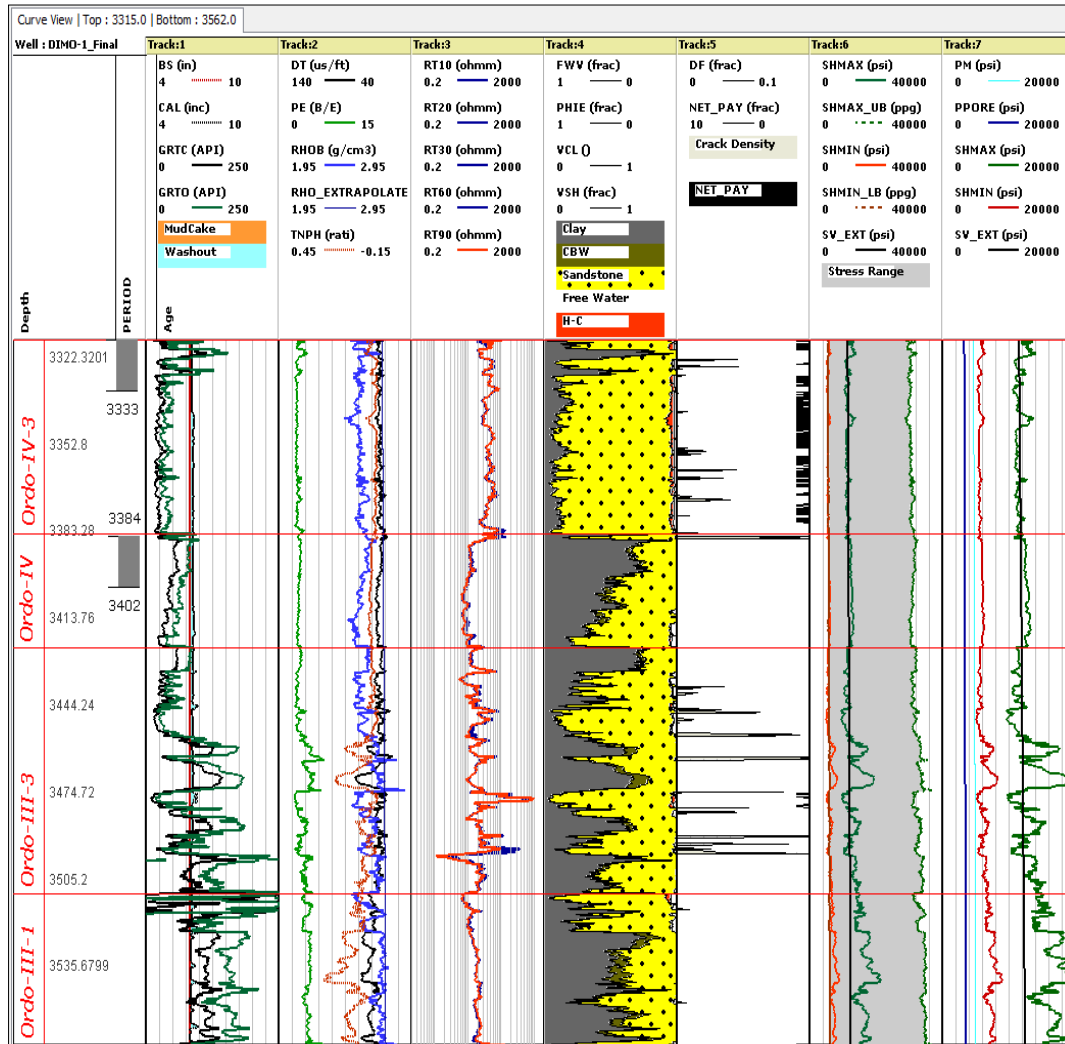 Curve View | Top : 3315.0 | Bottom : 3562.0
Well : DIMO-1_Final
Depth
PERIOD
Track:1
BS (in)
4 10
CAL (inc)
4 10
GRTC (API)
0 250
GRTO (API)
0 250
MudCake
Washout
Age
Track:2
DT (us/ft)
140 40
PE (B/E)
0 15
RHOB (g/cm3)
1.95 2.95
RHO_EXTRAPOLATE
1.95 2.95
TNPH (rati)
0.45 -0.15
Track:3
RT10 (ohmm)
0.2 2000
RT20 (ohmm)
0.2 2000
RT30 (ohmm)
0.2 2000
RT60 (ohmm)
0.2 2000
RT90 (ohmm)
0.2 2000
Track:4
FWV (frac)
1 0
PHIE (frac)
1 0
VCL ()
0 1
VSH (frac)
0 1
Clay
CBW
Sandstone
Free Water
H-C
Track:5
DF (frac)
0 0.1
NET_PAY (frac)
10 0
Crack Density
NET_PAY
Track:6
SHMAX (psi)
0 40000
SHMAX_UB (ppg)
0 40000
SHMIN (psi)
0 40000
SHMIN_LB (ppg)
0 40000
SV_EXT (psi)
0 40000
Stress Range
Track:7
PM (psi)
0 20000
PPORE (psi)
0 20000
SHMAX (psi)
0 20000
SHMIN (psi)
0 20000
SV_EXT (psi)
0 20000
Ordo-IV-3
3322.3201
3333
3352.8
3384
3383.28
Ordo-IV
3402
3413.76
Ordo-III-3
3444.24
3474.72
3505.2
Ordo-III-1
3535.6799